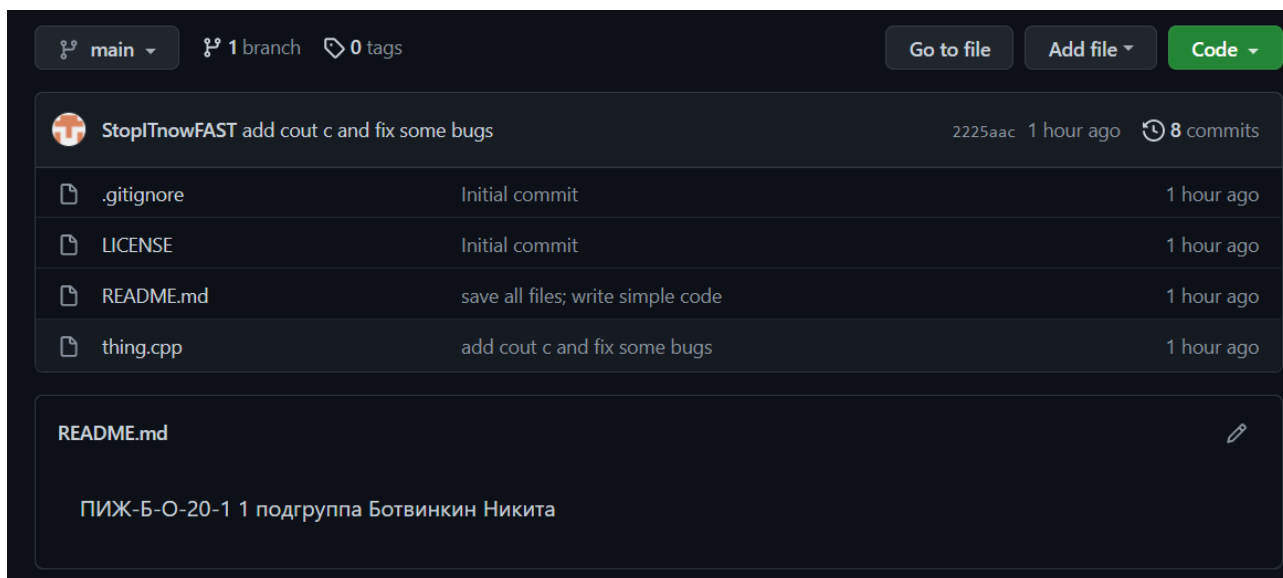 main 1 branch 0 tags Go to file Add file Code
StopITnowFAST add cout c and fix some bugs 2225aac 1 hour ago 8 commits
.gitignore Initial commit 1 hour ago
LICENSE Initial commit 1 hour ago
README.md save all files; write simple code 1 hour ago
thing.cpp add cout c and fix some bugs 1 hour ago
README.md
ПИЖ-Б-О-20-1 1 подгруппа Ботвинкин Никита